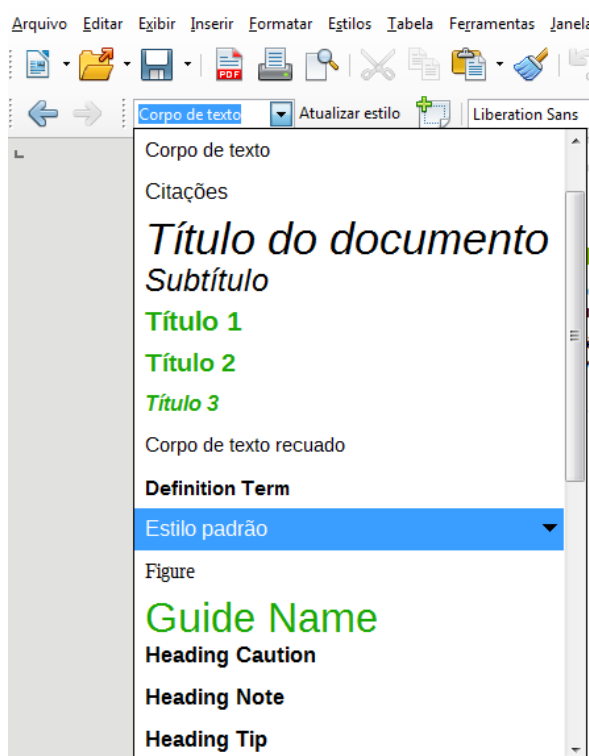 Arquivo Editar Exibir Inserir Formatar Estilos Tabela Ferramentas Janela
PDF
Corpo de texto Atualizar estilo Liberation Sans
Corpo de texto
Citações
Título do documento
Subtítulo
Título 1
Título 2
Título 3
Corpo de texto recuado
Definition Term
Estilo padrão
Figure
Guide Name
Heading Caution
Heading Note
Heading Tip